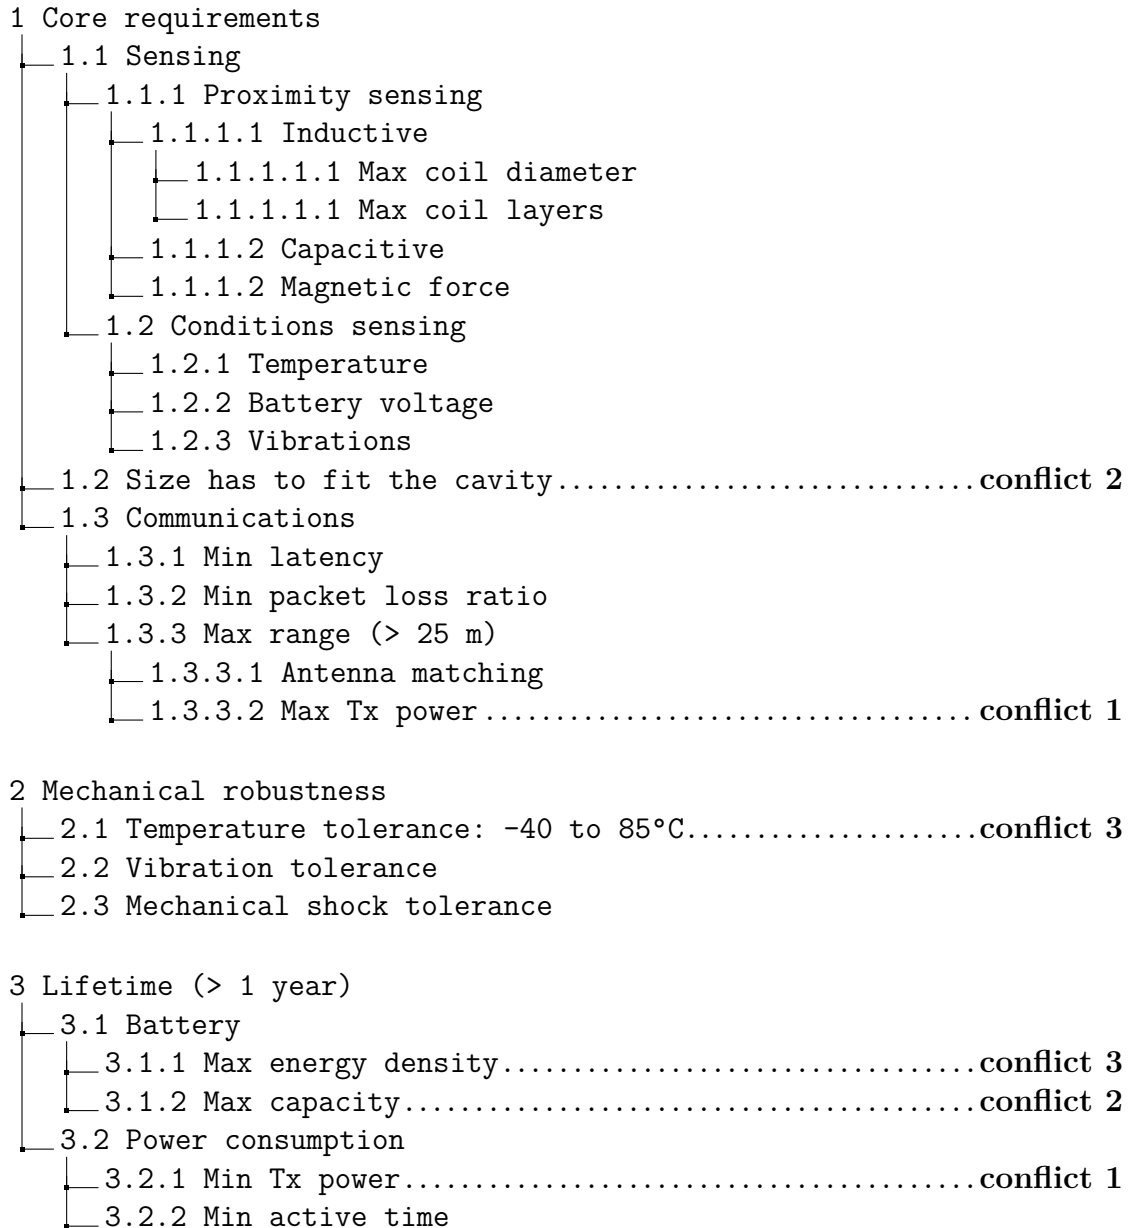 1 Core requirements
1.1 Sensing
1.1.1 Proximity sensing
1.1.1.1 Inductive
1.1.1.1.1 Max coil diameter
1.1.1.1.1 Max coil layers
1.1.1.2 Capacitive
1.1.1.2 Magnetic force
1.2 Conditions sensing
1.2.1 Temperature
1.2.2 Battery voltage
1.2.3 Vibrations
1.2 Size has to fit the cavity..............................conflict 2
1.3 Communications
1.3.1 Min latency
1.3.2 Min packet loss ratio
1.3.3 Max range (> 25 m)
1.3.3.1 Antenna matching
1.3.3.2 Max Tx power...................................conflict 1
2 Mechanical robustness
2.1 Temperature tolerance: -40 to 85°C.....................conflict 3
2.2 Vibration tolerance
2.3 Mechanical shock tolerance
3 Lifetime (> 1 year)
3.1 Battery
3.1.1 Max energy density..................................conflict 3
3.1.2 Max capacity.........................................conflict 2
3.2 Power consumption
3.2.1 Min Tx power.........................................conflict 1
3.2.2 Min active time